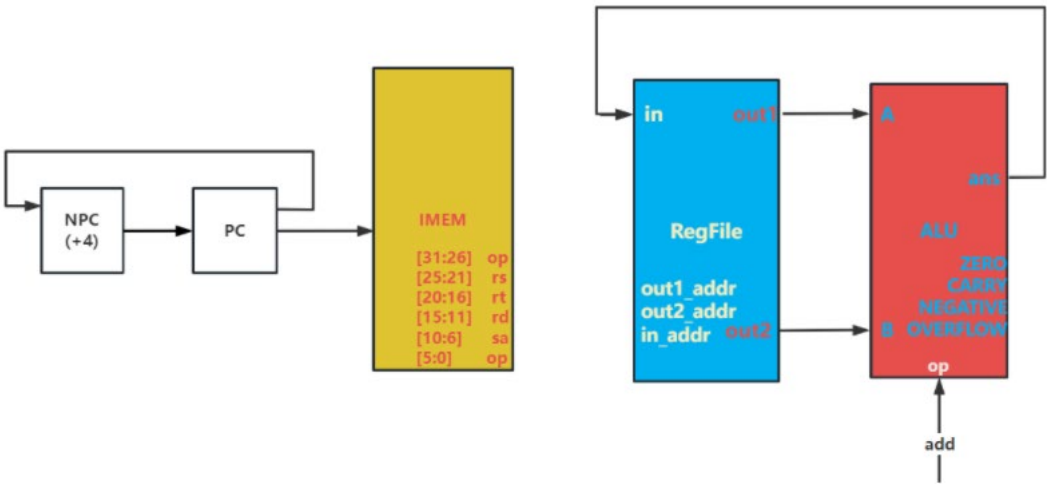 NPC
(+4)
PC
IMEM
[31:26] op
[25:21] rs
[20:16] rt
[15:11] rd
[10:6] sa
[5:0] op
in
out1
RegFile
out1_addr
out2_addr
in_addr
out2
A
ans
ALU
ZERO
CARRY
NEGATIVE
B OVERFLOW
op
add